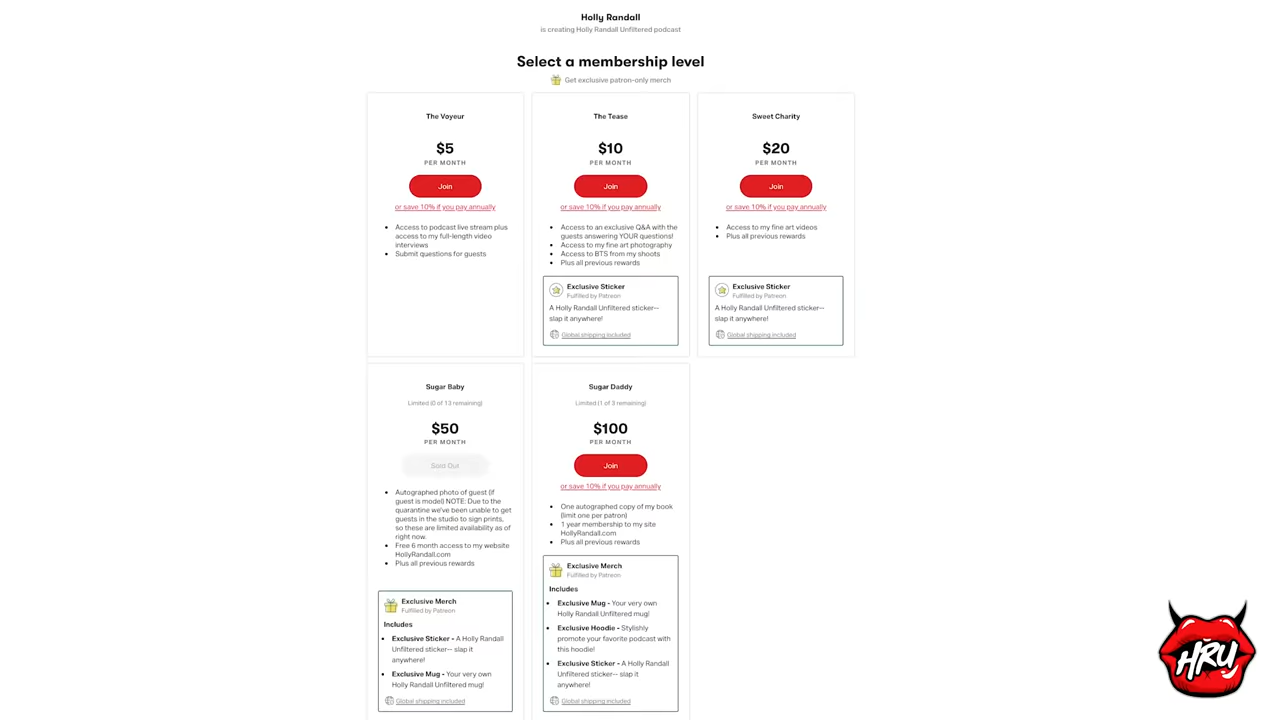 Holly Randall
is creating Holly Randall Unfiltered podcast
Select a membership level
Get exclusive patron-only merch
The Voyeur
$5
PER MONTH
Join
or save 10% if you pay annually
Access to podcast live stream plus
access to my full-length video
interviews
Submit questions for guests
The Tease
$10
PER MONTH
Join
or save 10% if you pay annually
Access to an exclusive Q&A with the
guests answering YOUR questions!
Access to my fine art photography
Access to BTS from my shoots
Plus all previous rewards
Exclusive Sticker
Fulfilled by Patreon
A Holly Randall Unfiltered sticker--
slap it anywhere!
Global shipping included
Sweet Charity
$20
PER MONTH
Join
or save 10% if you pay annually
Access to my fine art videos
Plus all previous rewards
Exclusive Sticker
Fulfilled by Patreon
A Holly Randall Unfiltered sticker--
slap it anywhere!
Global shipping included
Sugar Baby
Limited (0 of 13 remaining)
$50
PER MONTH
Sold Out
Autographed photo of guest (if
guest is model) NOTE: Due to the
quarantine we've been unable to get
guests in the studio to sign prints,
so these are limited availability as of
right now.
Free 6 month access to my website
HollyRandall.com
Plus all previous rewards
Exclusive Merch
Fulfilled by Patreon
Includes
Exclusive Sticker - A Holly Randall
Unfiltered sticker-- slap it
anywhere!
Exclusive Mug - Your very own
Holly Randall Unfiltered mug!
Global shipping included
Sugar Daddy
Limited (1 of 3 remaining)
$100
PER MONTH
Join
or save 10% if you pay annually
One autographed copy of my book
(limit one per patron)
1 year membership to my site
HollyRandall.com
Plus all previous rewards
Exclusive Merch
Fulfilled by Patreon
Includes
Exclusive Mug - Your very own
Holly Randall Unfiltered mug!
Exclusive Hoodie - Stylishly
promote your favorite podcast with
this hoodie!
Exclusive Sticker - A Holly Randall
Unfiltered sticker-- slap it
anywhere!
Global shipping included
HRU